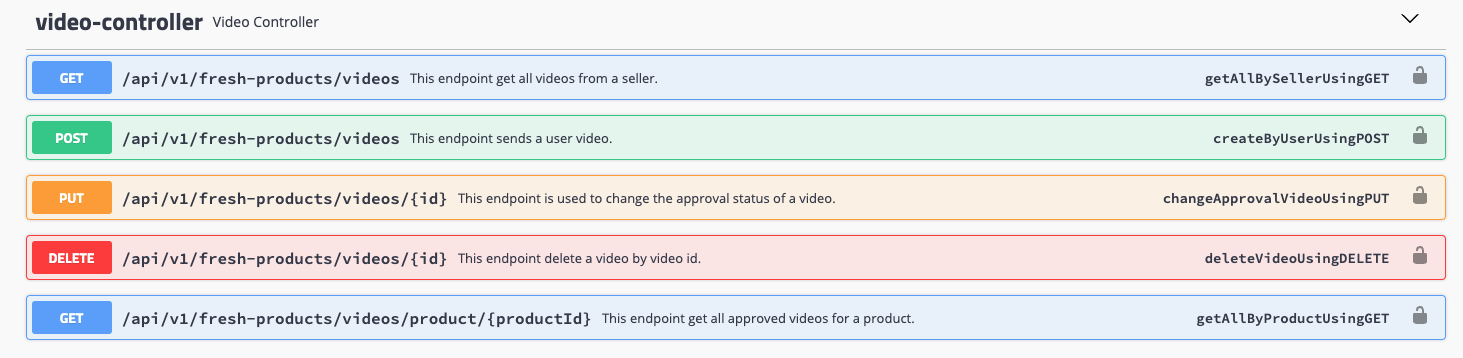 video-controller Video Controller
GET /api/v1/fresh-products/videos This endpoint get all videos from a seller. getAllBySellerUsingGET
POST /api/v1/fresh-products/videos This endpoint sends a user video. createByUserUsingPOST
PUT /api/v1/fresh-products/videos/{id} This endpoint is used to change the approval status of a video. changeApprovalVideoUsingPUT
DELETE /api/v1/fresh-products/videos/{id} This endpoint delete a video by video id. deleteVideoUsingDELETE
GET /api/v1/fresh-products/videos/product/{productId} This endpoint get all approved videos for a product. getAllByProductUsingGET